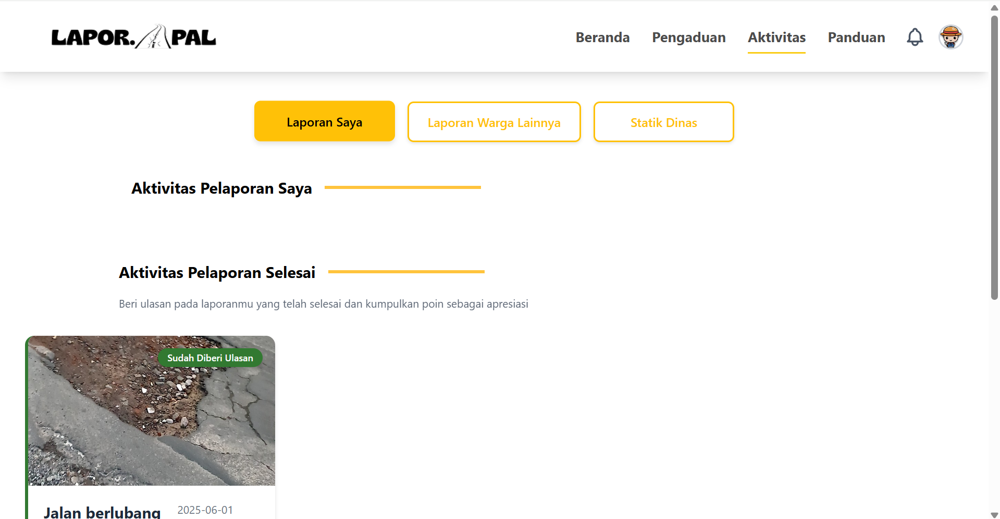 LAPOR. PAL
Beranda Pengaduan Aktivitas Panduan
Laporan Saya Laporan Warga Lainnya Statik Dinas
Aktivitas Pelaporan Saya
Aktivitas Pelaporan Selesai
Beri ulasan pada laporanmu yang telah selesai dan kumpulkan poin sebagai apresiasi
Sudah Diberi Ulasan
Jalan berlubang 2025-06-01